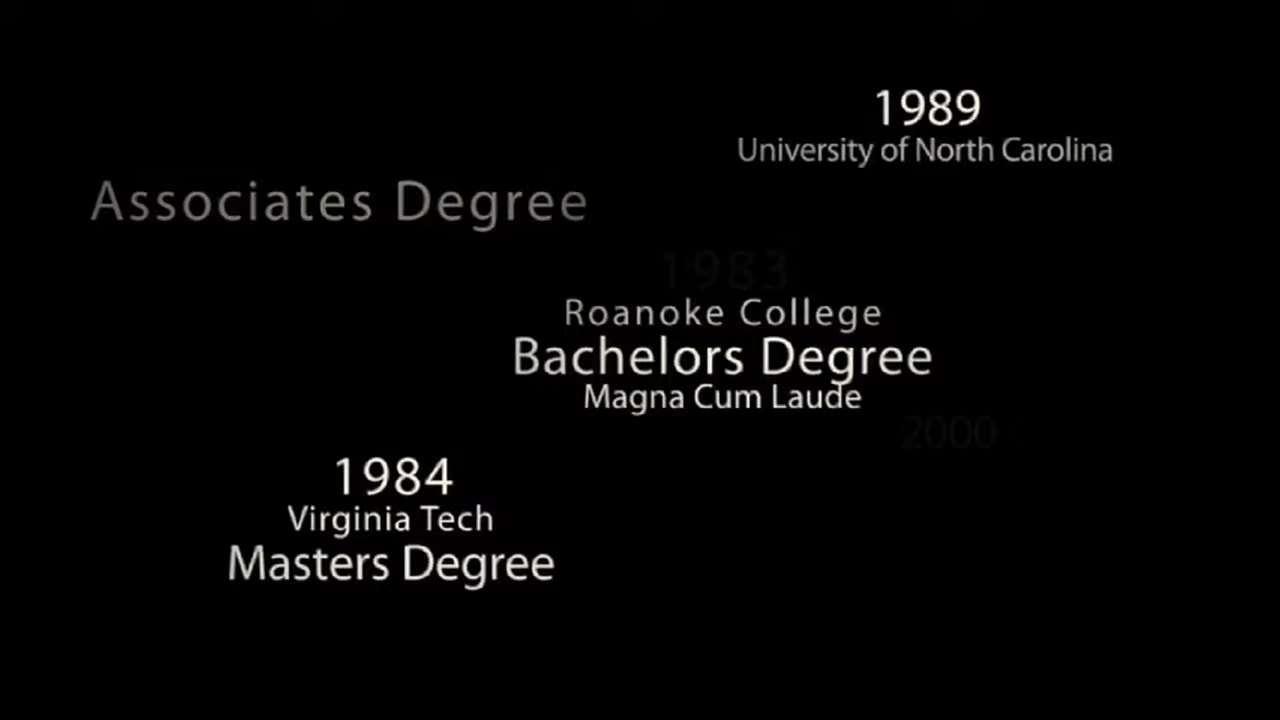 1989
University of North Carolina
Associates Degree
1983
Roanoke College
Bachelors Degree
Magna Cum Laude
2000
1984
Virginia Tech
Masters Degree